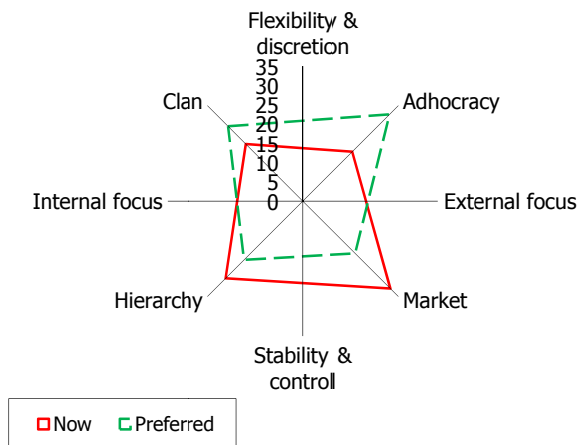 Flexibility &
discretion
35
30
25
20
15
10
5
0
Clan
Adhocracy
Internal focus
External focus
Hierarchy
Market
Stability &
control
Now
Preferred